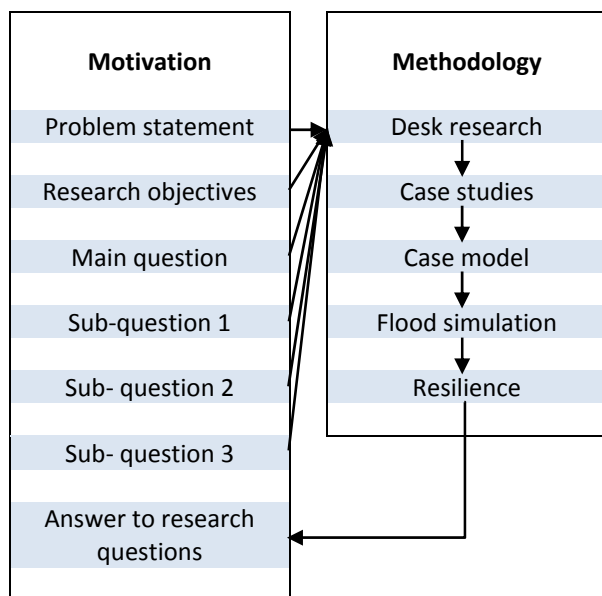 Motivation
Problem statement
Research objectives
Main question
Sub-question 1
Sub- question 2
Sub- question 3
Answer to research
questions
Methodology
Desk research
Case studies
Case model
Flood simulation
Resilience